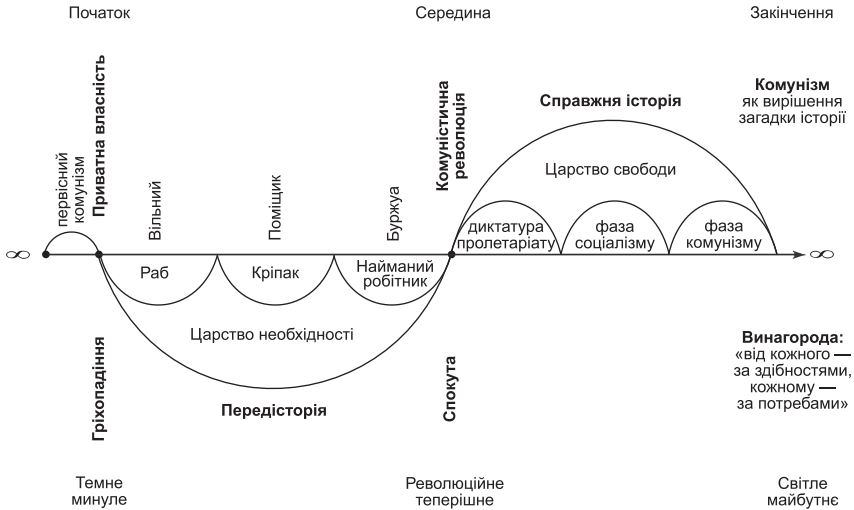 Початок
Середина
Закінчення
первісний
комунізм
Приватна власність
Вільний
Поміщик
Буржуа
Комуністична
революція
Справжня історія
Царство свободи
Комунізм
як вирішення
загадки історії
диктатура
пролетаріату
фаза
соціалізму
фаза
комунізму
∞
∞
Раб
Кріпак
Найманий
робітник
Царство необхідності
Передісторія
Гріхопадіння
Спокута
Винагорода:
«від кожного —
за здібностями,
кожному —
за потребами»
Темне
минуле
Революційне
теперішне
Світле
майбутнє